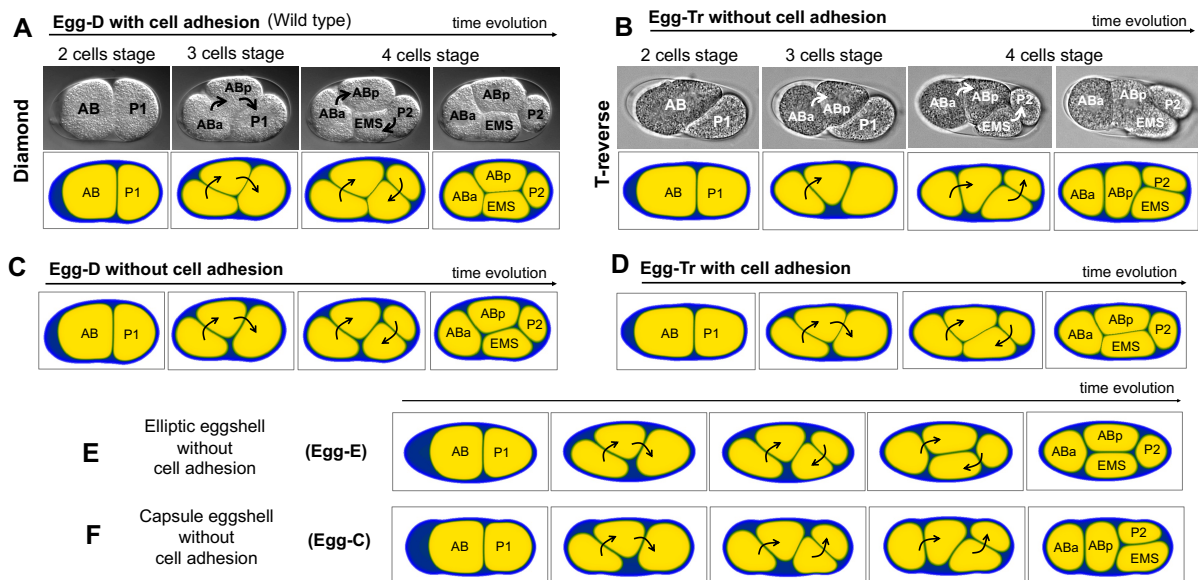 A Egg-D with cell adhesion (Wild type) time evolution
2 cells stage 3 cells stage 4 cells stage
Diamond
AB P1
ABp ABa P1
ABp ABa P2 EMS
ABp ABa P2 EMS
AB P1
ABp P2 ABa EMS
B Egg-Tr without cell adhesion time evolution
2 cells stage 3 cells stage 4 cells stage
T-reverse
AB P1
ABa ABp P1
ABa ABp P2 EMS
ABa ABp P2 EMS
AB P1
ABa ABp P2 EMS
C Egg-D without cell adhesion time evolution
AB P1
ABp P2 ABa EMS
D Egg-Tr with cell adhesion time evolution
AB P1
ABp ABa P2 EMS
time evolution
E
Elliptic eggshell
without
cell adhesion
(Egg-E)
AB P1
ABp ABa P2 EMS
F
Capsule eggshell
without
cell adhesion
(Egg-C)
AB P1
ABa ABp P2 EMS